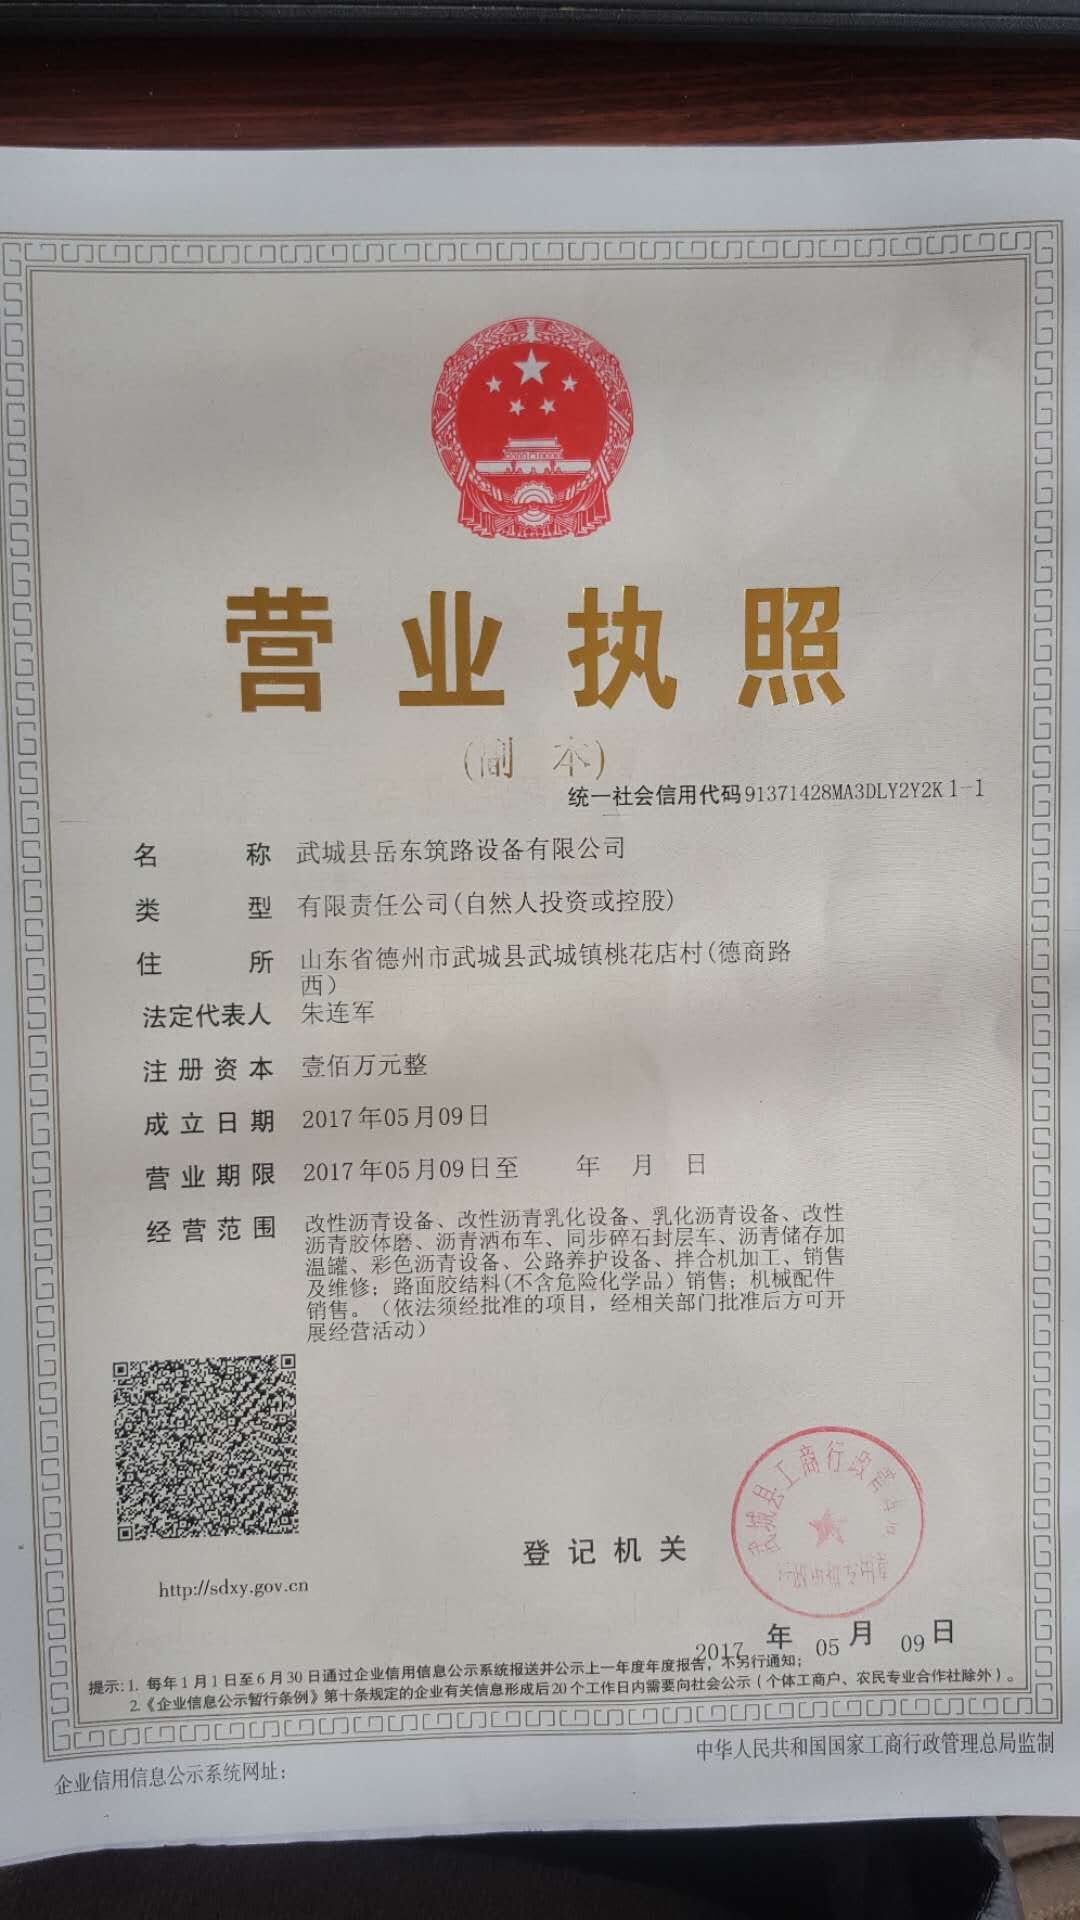 营业执照
(副 本)
统一社会信用代码91371428MA3DLY2Y2K 1-1
名称 武城县岳东筑路设备有限公司
类型 有限责任公司(自然人投资或控股)
住所 山东省德州市武城县武城镇桃花店村(德商路
西)
法定代表人 朱连军
注册资本 壹佰万元整
成立日期 2017年05月09日
营业期限 2017年05月09日至 年 月 日
经营范围 改性沥青设备、改性沥青乳化设备、乳化沥青设备、改性
沥青胶体磨、沥青洒布车、同步碎石封层车、沥青储存加
温罐、彩色沥青设备、公路养护设备、拌合机加工、销售
及维修；路面胶结料(不含危险化学品）销售；机械配件
销售。（依法须经批准的项目，经相关部门批准后方可开
展经营活动）
武城县工商行政管理局
登记机关
http://sdxy.gov.cn
2017 年 05 月 09 日
提示: 1. 每年1月1日至6月30日通过企业信用信息公示系统报送并公示上一年度年度报告，不另行通知；
2.《企业信息公示暂行条例》第十条规定的企业有关信息形成后20个工作日内需要向社会公示（个体工商户、农民专业合作社除外）。
企业信用信息公示系统网址：
中华人民共和国国家工商行政管理总局监制